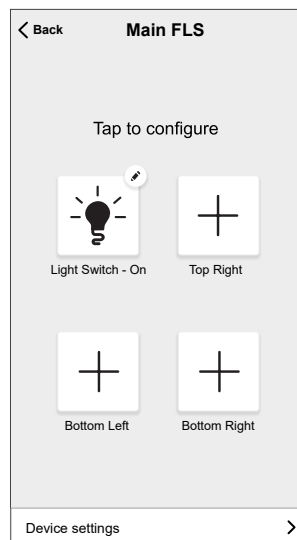 Back
Main FLS
Tap to configure
Light Switch - On
Top Right
Bottom Left
Bottom Right
Device settings